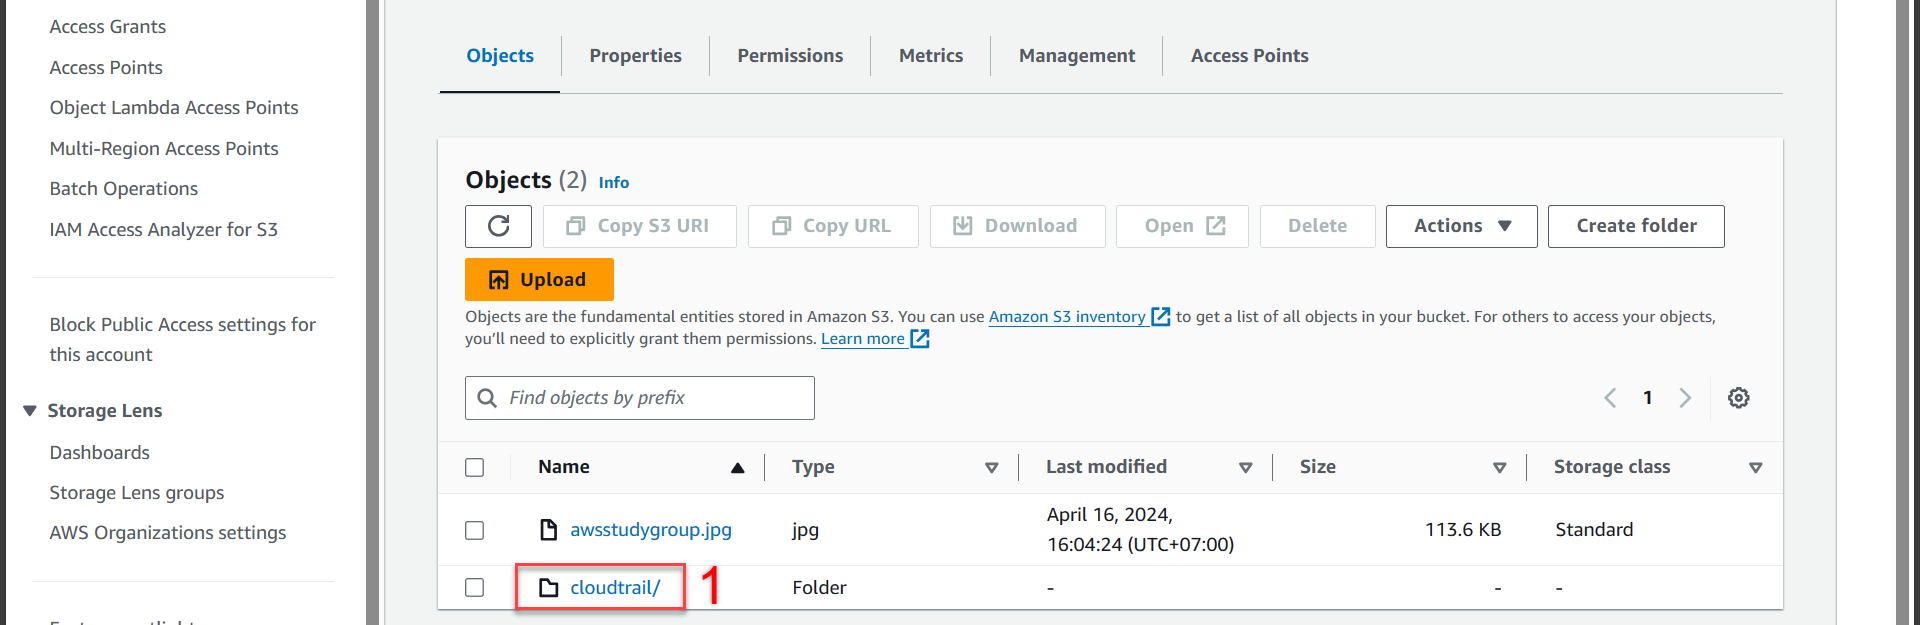 Access Grants
Access Points
Object Lambda Access Points
Multi-Region Access Points
Batch Operations
IAM Access Analyzer for S3
Block Public Access settings for
this account
Storage Lens
Dashboards
Storage Lens groups
AWS Organizations settings
Objects Properties Permissions Metrics Management Access Points
Objects (2) Info
Copy S3 URI Copy URL Download Open Delete Actions Create folder
Upload
Objects are the fundamental entities stored in Amazon S3. You can use Amazon S3 inventory to get a list of all objects in your bucket. For others to access your objects,
you'll need to explicitly grant them permissions. Learn more
Find objects by prefix
1
Name Type Last modified Size Storage class
awsstudygroup.jpg jpg April 16, 2024, 113.6 KB Standard
16:04:24 (UTC+07:00)
cloudtrail/ 1 Folder - - -